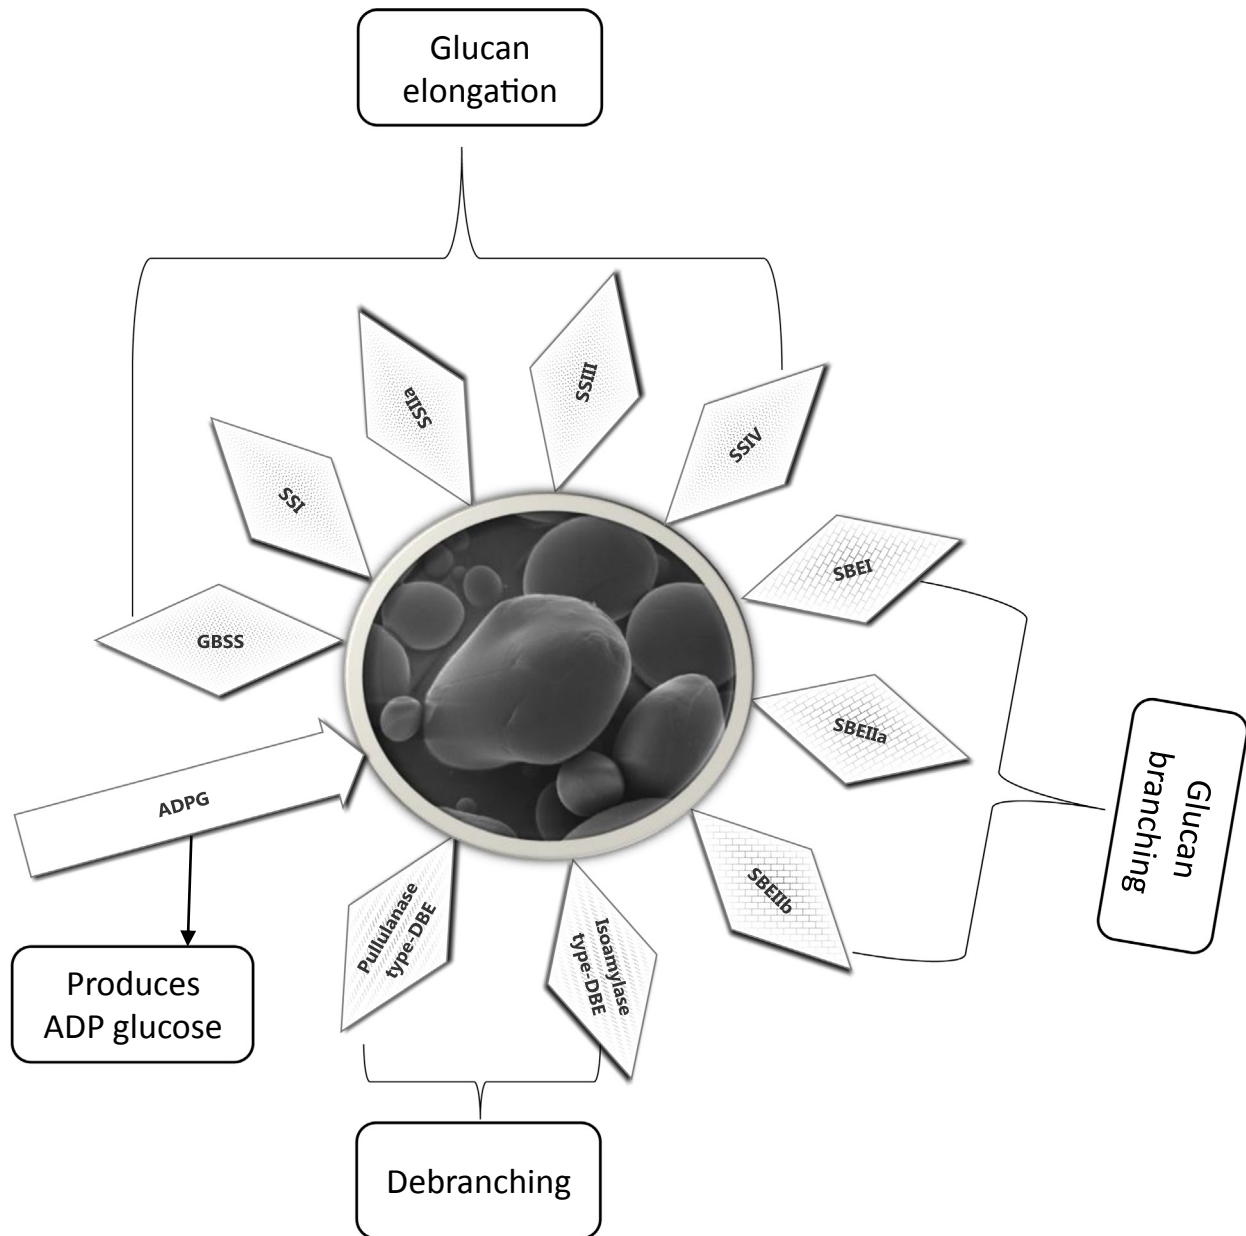 Glucan
elongation
SSIII
SSIIa
SSIV
SSI
SBEI
GBSS
SBEIIa
ADPG
Glucan
branching
SBEIIb
Pullulanase
type-DBE
Isoamylase
type-DBE
Produces
ADP glucose
Debranching